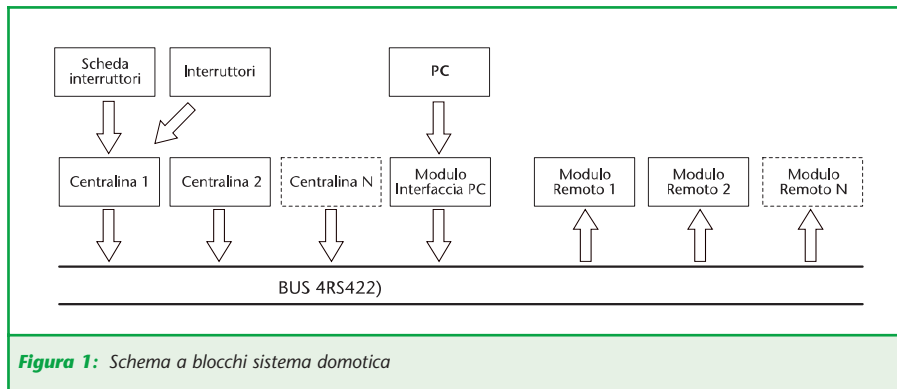 Scheda
interruttori
Interruttori
PC
Centralina 1
Centralina 2
Centralina N
Modulo
Interfaccia PC
Modulo
Remoto 1
Modulo
Remoto 2
Modulo
Remoto N
BUS 4RS422)
Figura 1: Schema a blocchi sistema domotica